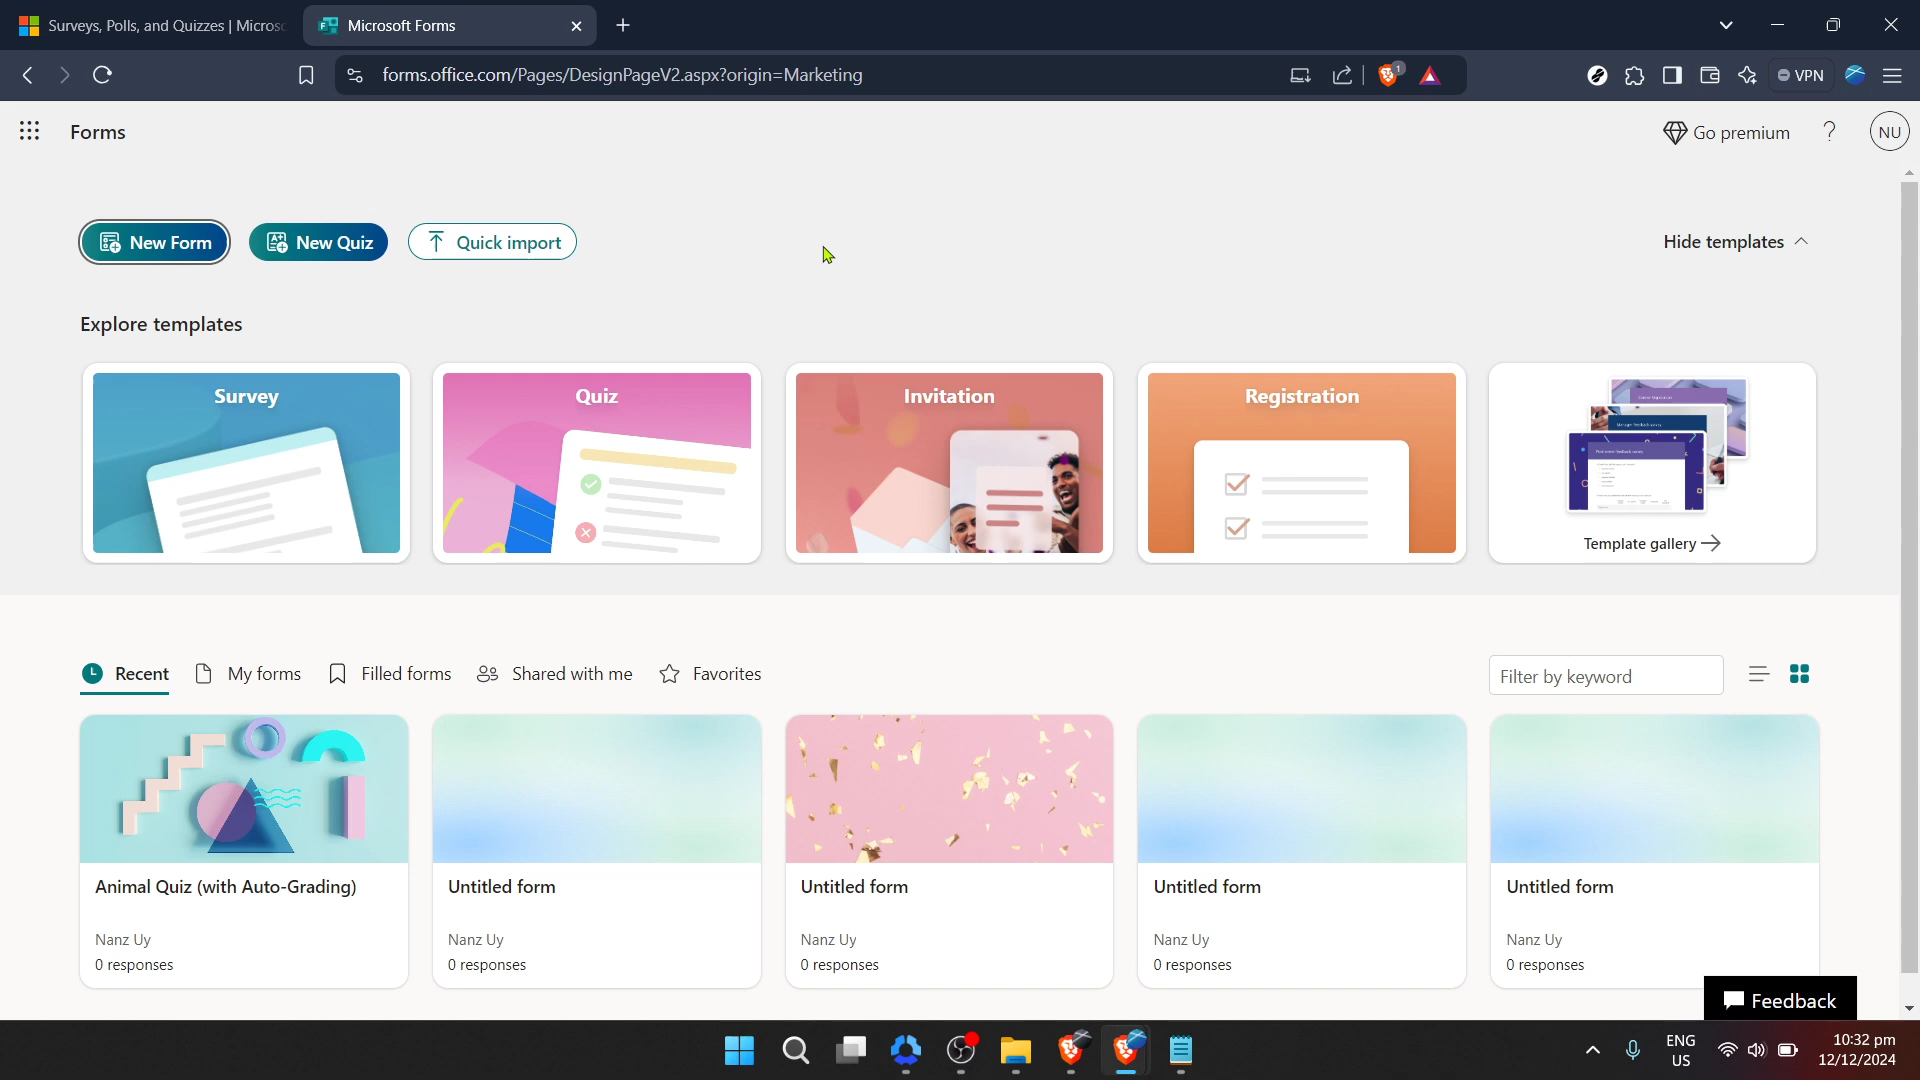 Surveys, Polls, and Quizzes | Micros
Microsoft Forms
forms.office.com/Pages/DesignPageV2.aspx?origin=Marketing
1
VPN
Forms
Go premium
?
NU
New Form
New Quiz
Quick import
Hide templates
Explore templates
Survey
Quiz
Invitation
Registration
Template gallery
Recent
My forms
Filled forms
Shared with me
Favorites
Filter by keyword
Animal Quiz (with Auto-Grading)
Nanz Uy
0 responses
Untitled form
Nanz Uy
0 responses
Untitled form
Nanz Uy
0 responses
Untitled form
Nanz Uy
0 responses
Untitled form
Nanz Uy
0 responses
Feedback
ENG
US
10:32 pm
12/12/2024